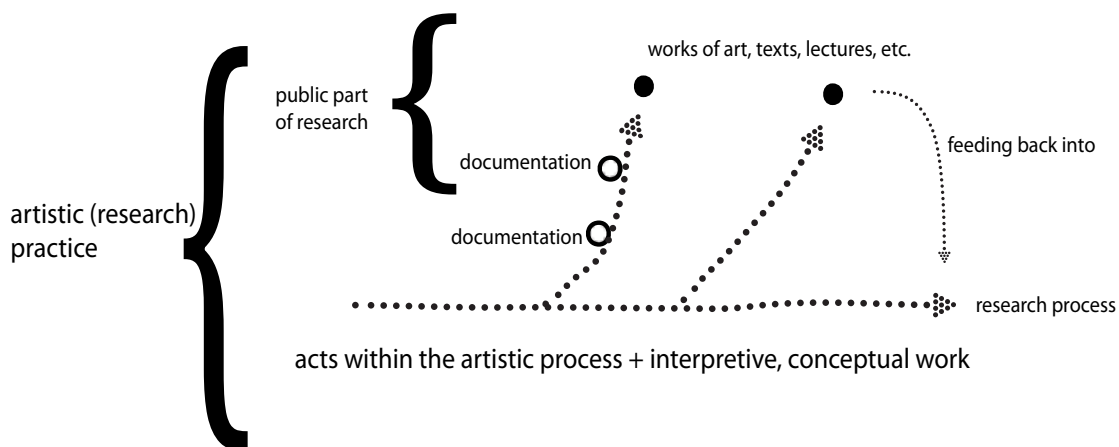 works of art, texts, lectures, etc.
public part
of research
feeding back into
documentation
artistic (research)
practice
documentation
research process
acts within the artistic process + interpretive, conceptual work